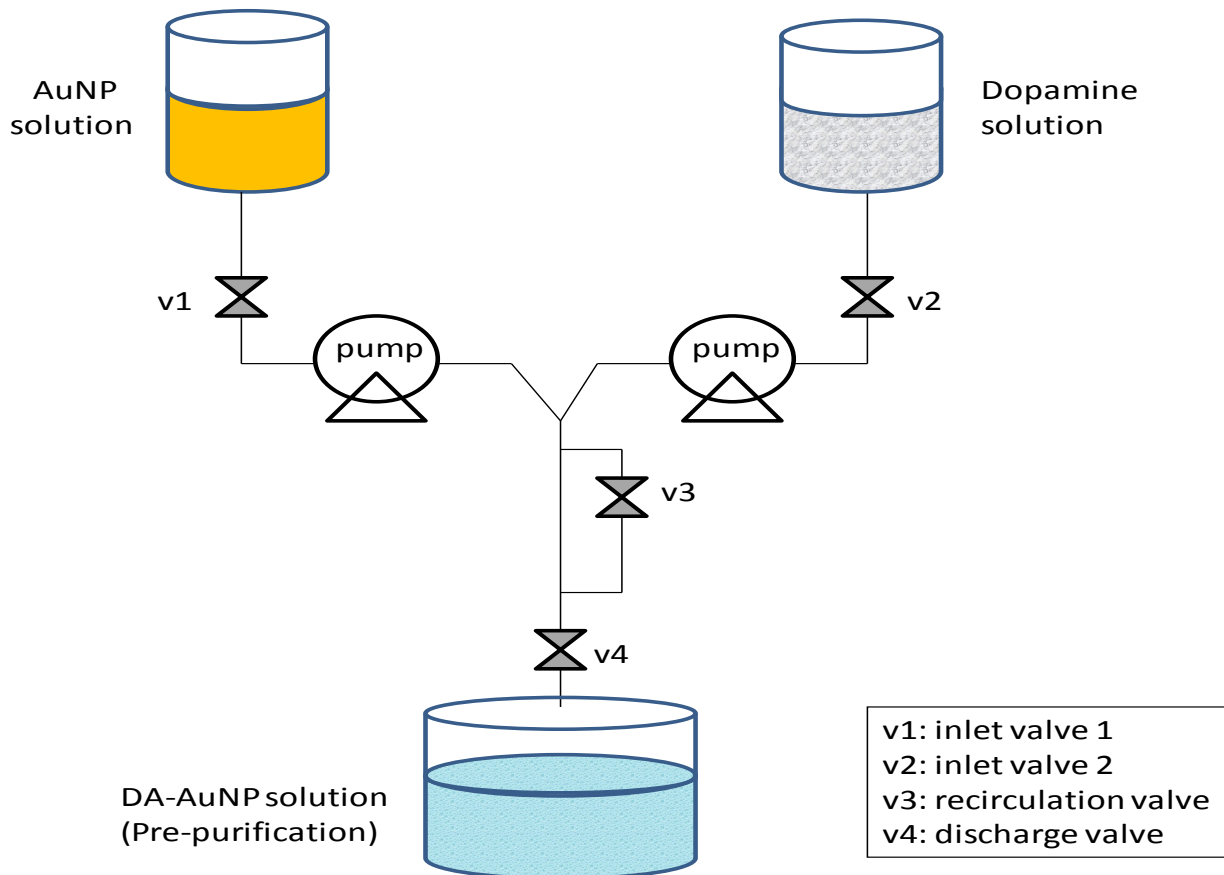 AuNP
solution
Dopamine
solution
v1
v2
pump
pump
v3
v4
DA-AuNP solution
(Pre-purification)
v1: inlet valve 1
v2: inlet valve 2
v3: recirculation valve
v4: discharge valve